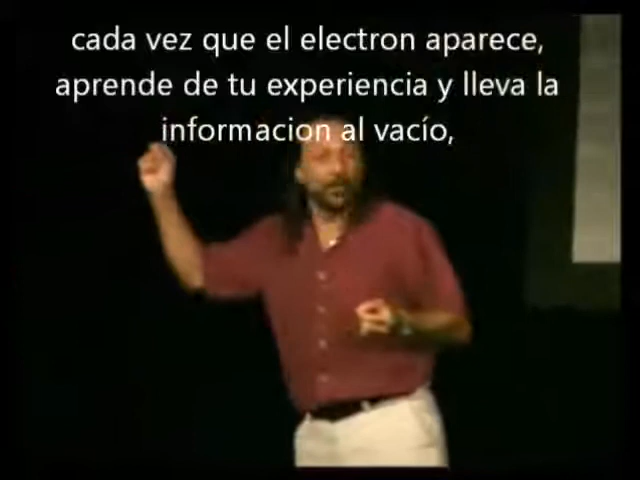 cada vez que el electron aparece,
aprende de tu experiencia y lleva la
informacion al vacío,